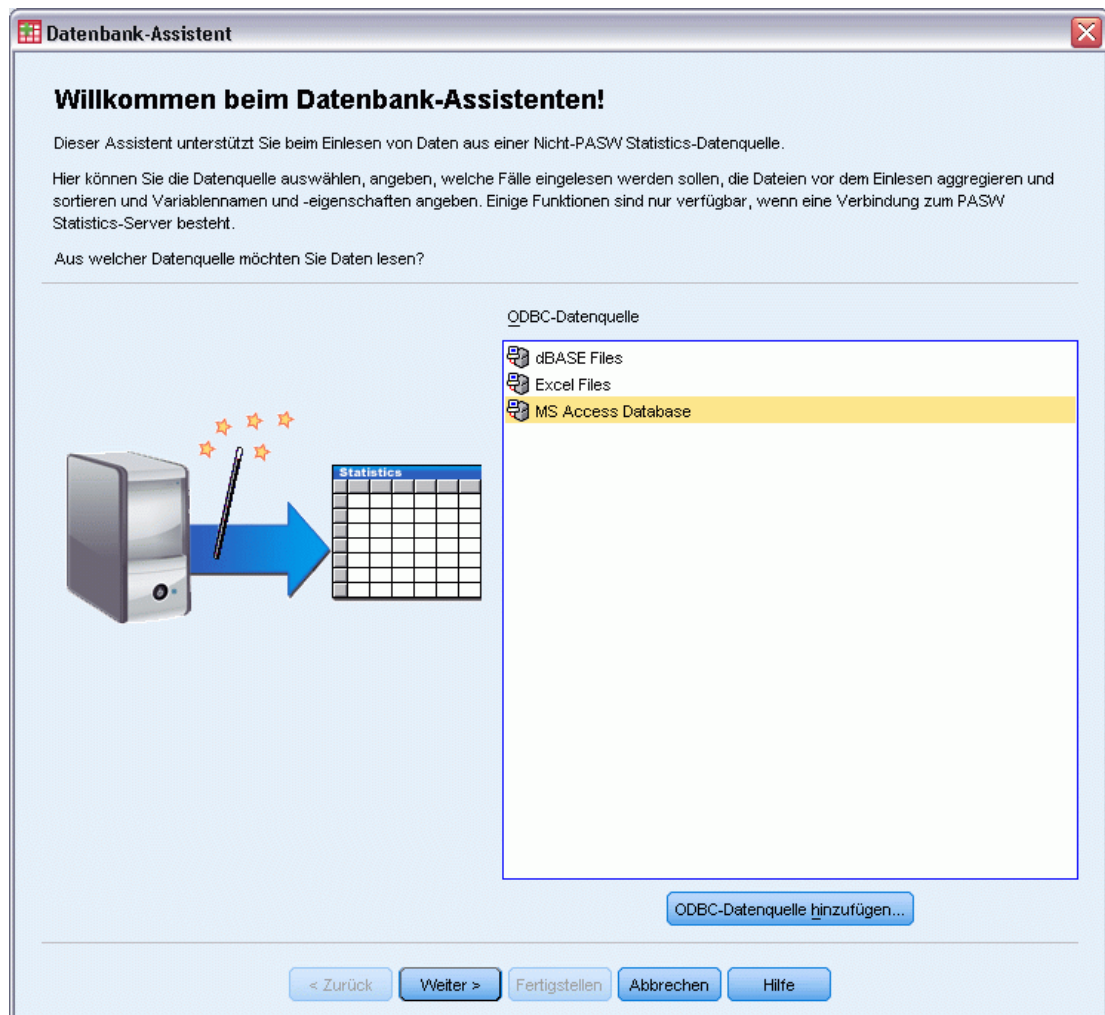 Datenbank-Assistent
Willkommen beim Datenbank-Assistenten!
Dieser Assistent unterstützt Sie beim Einlesen von Daten aus einer Nicht-PASW Statistics-Datenquelle.
Hier können Sie die Datenquelle auswählen, angeben, welche Fälle eingelesen werden sollen, die Dateien vor dem Einlesen aggregieren und
sortieren und Variablennamen und -eigenschaften angeben. Einige Funktionen sind nur verfügbar, wenn eine Verbindung zum PASW
Statistics-Server besteht.
Aus welcher Datenquelle möchten Sie Daten lesen?
ODBC-Datenquelle
dBASE Files
Excel Files
MS Access Database
Statistics
ODBC-Datenquelle hinzufügen...
< Zurück Weiter > Fertigstellen Abbrechen Hilfe